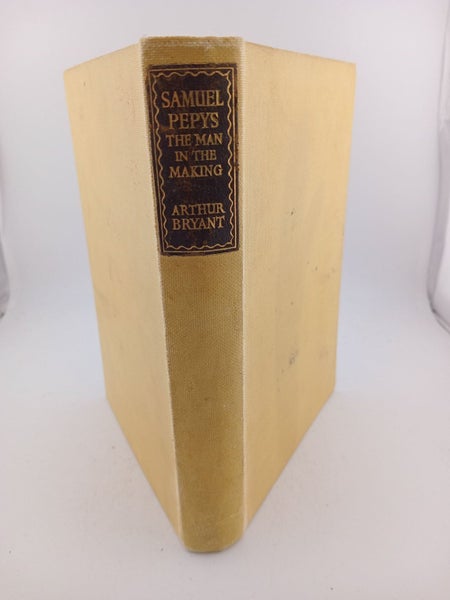 SAMUEL
PEPYS
THE MAN
IN THE
MAKING
ARTHUR
BRYANT